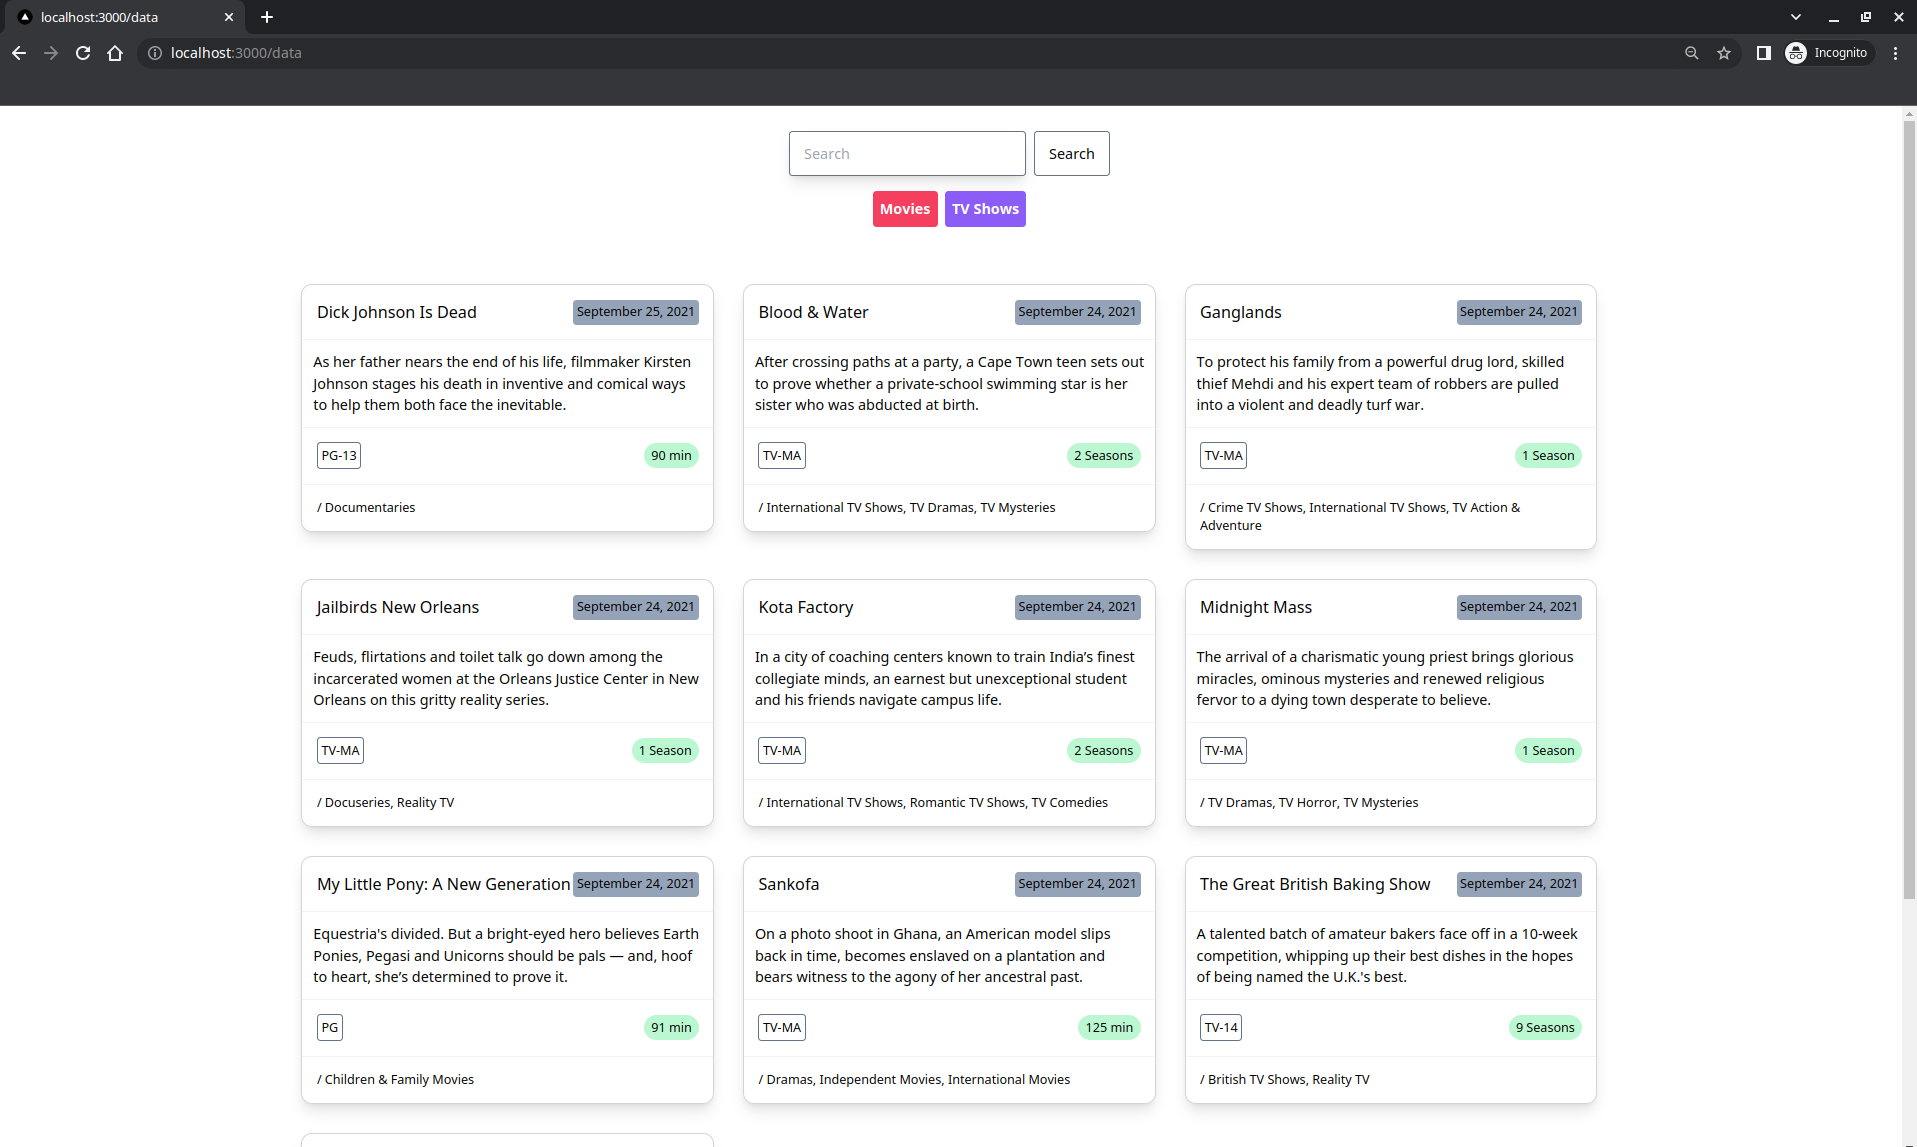 localhost:3000/data
localhost:3000/data
Incognito
Search
Search
Movies
TV Shows
Dick Johnson Is Dead
September 25, 2021
As her father nears the end of his life, filmmaker Kirsten
Johnson stages his death in inventive and comical ways
to help them both face the inevitable.
PG-13
90 min
/ Documentaries
Blood & Water
September 24, 2021
After crossing paths at a party, a Cape Town teen sets out
to prove whether a private-school swimming star is her
sister who was abducted at birth.
TV-MA
2 Seasons
/ International TV Shows, TV Dramas, TV Mysteries
Ganglands
September 24, 2021
To protect his family from a powerful drug lord, skilled
thief Mehdi and his expert team of robbers are pulled
into a violent and deadly turf war.
TV-MA
1 Season
/ Crime TV Shows, International TV Shows, TV Action &
Adventure
Jailbirds New Orleans
September 24, 2021
Feuds, flirtations and toilet talk go down among the
incarcerated women at the Orleans Justice Center in New
Orleans on this gritty reality series.
TV-MA
1 Season
/ Docuseries, Reality TV
Kota Factory
September 24, 2021
In a city of coaching centers known to train India’s finest
collegiate minds, an earnest but unexceptional student
and his friends navigate campus life.
TV-MA
2 Seasons
/ International TV Shows, Romantic TV Shows, TV Comedies
Midnight Mass
September 24, 2021
The arrival of a charismatic young priest brings glorious
miracles, ominous mysteries and renewed religious
fervor to a dying town desperate to believe.
TV-MA
1 Season
/ TV Dramas, TV Horror, TV Mysteries
My Little Pony: A New Generation
September 24, 2021
Equestria's divided. But a bright-eyed hero believes Earth
Ponies, Pegasi and Unicorns should be pals — and, hoof
to heart, she’s determined to prove it.
PG
91 min
/ Children & Family Movies
Sankofa
September 24, 2021
On a photo shoot in Ghana, an American model slips
back in time, becomes enslaved on a plantation and
bears witness to the agony of her ancestral past.
TV-MA
125 min
/ Dramas, Independent Movies, International Movies
The Great British Baking Show
September 24, 2021
A talented batch of amateur bakers face off in a 10-week
competition, whipping up their best dishes in the hopes
of being named the U.K.'s best.
TV-14
9 Seasons
/ British TV Shows, Reality TV